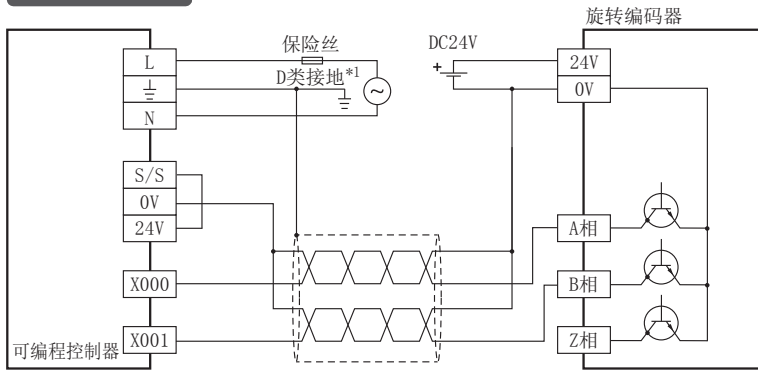 旋转编码器
保险丝
DC24V
L
24V
D类接地*1
+
0V
~
N
S/S
0V
24V
A相
X000
B相
X001
Z相
可编程控制器